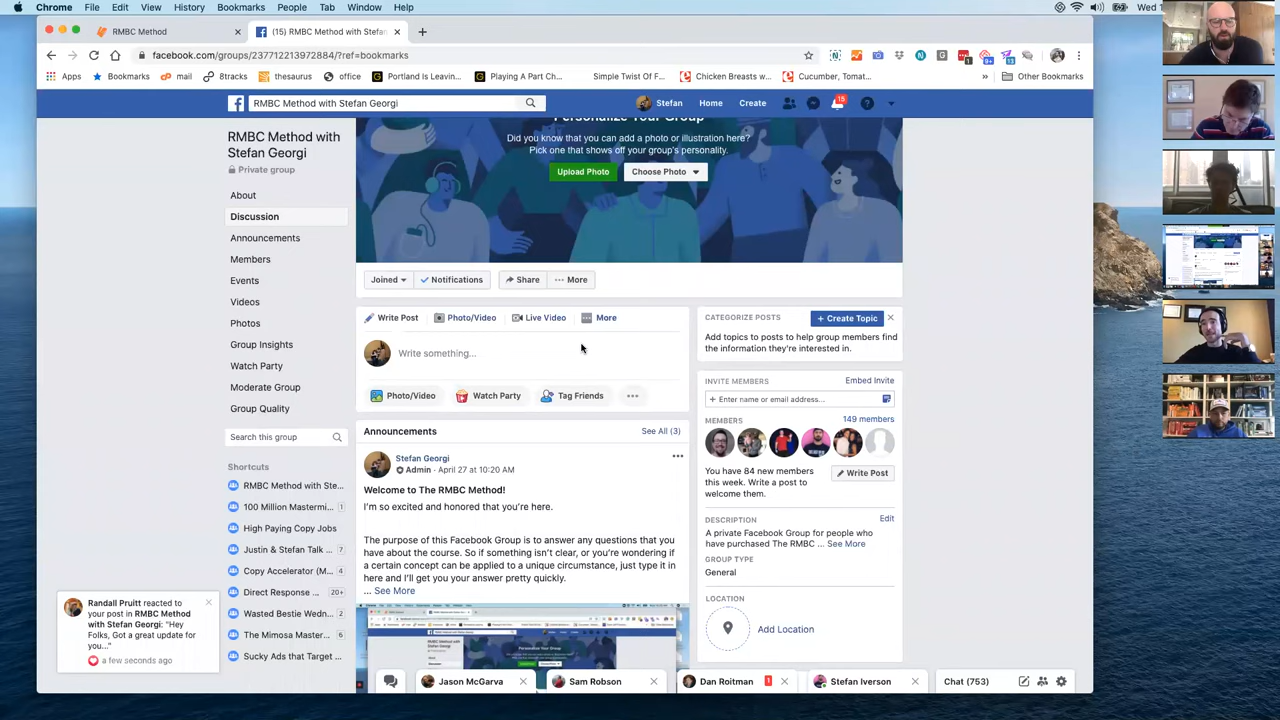 Chrome File Edit View History Bookmarks People Tab Window Help
Wed 1
RMBC Method
(15) RMBC Method with Stefan
facebook.com/groups/237712213972884/?ref=bookmarks
Apps Bookmarks mail 8tracks thesaurus office Portland Is Leavin... Playing A Part Ch... Simple Twist Of F... Chicken Breasts w... Cucumber, Tomat... » Other Bookmarks
RMBC Method with Stefan Georgi
Stefan Home Create 15
RMBC Method with
Stefan Georgi
Private group
About
Discussion
Announcements
Members
Events
Videos
Photos
Group Insights
Watch Party
Moderate Group
Group Quality
Search this group
Shortcuts
RMBC Method with Ste...
100 Million Mastermi... 1
High Paying Copy Jobs
Justin & Stefan Talk ... 7
Copy Accelerator (M... 4
Direct Response ... 20+
Wasted Bestie Wedn... 2
The Mimosa Master... 6
Sucky Ads that Target ...
Personalize Your Group
Did you know that you can add a photo or illustration here?
Pick one that shows off your group's personality.
Upload Photo Choose Photo
Joined Notifications Share More
Write Post Photo/Video Live Video More
Write something...
Photo/Video Watch Party Tag Friends
Announcements See All (3)
Stefan Georgi
Admin · April 27 at 10:20 AM
Welcome to The RMBC Method!
I'm so excited and honored that you're here.
The purpose of this Facebook Group is to answer any questions that you
have about the course. So if something isn't clear, or you're wondering if
a certain concept can be applied to a unique circumstance, just type it in
here and I'll get you your answer pretty quickly.
... See More
CATEGORIZE POSTS + Create Topic
Add topics to posts to help group members find
the information they're interested in.
INVITE MEMBERS Embed Invite
+ Enter name or email address...
MEMBERS 149 members
You have 84 new members
this week. Write a post to
welcome them.
Write Post
DESCRIPTION Edit
A private Facebook Group for people who
have purchased The RMBC ... See More
GROUP TYPE
General
LOCATION
Add Location
Randall Pruitt reacted to
your post in RMBC Method
with Stefan Georgi: "Hey
Folks, Got a great update for
you..."
a few seconds ago
Jason McGarva Sam Robson Dan Roitman Stefan Iverson Chat (753)